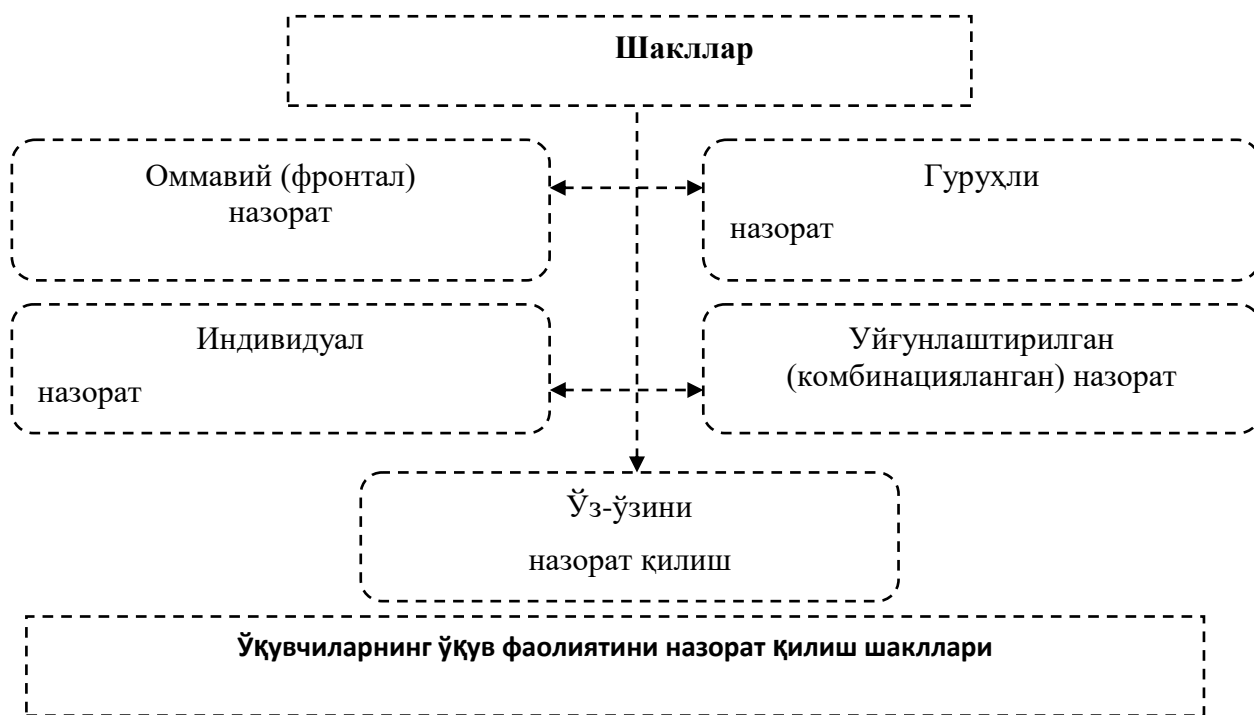 Шакллар
Оммавий (фронтал)
назорат
Гуруҳли
назорат
Индивидуал
назорат
Уйғунлаштирилган
(комбинацияланган) назорат
Ўз-ўзини
назорат қилиш
Ўқувчиларнинг ўқув фаолиятини назорат қилиш шакллари